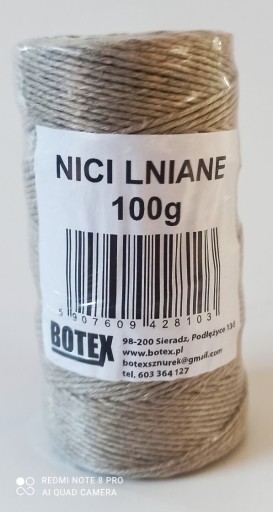 NICI LNIANE
100g
5 907609 428103
BOTEX
98-200 Sieradz, Podłężyce
www.botex.pl
botexsznurek@gmail.com
tel. 603 364 127
REDMI NOTE 8 PRO
AI QUAD CAMERA